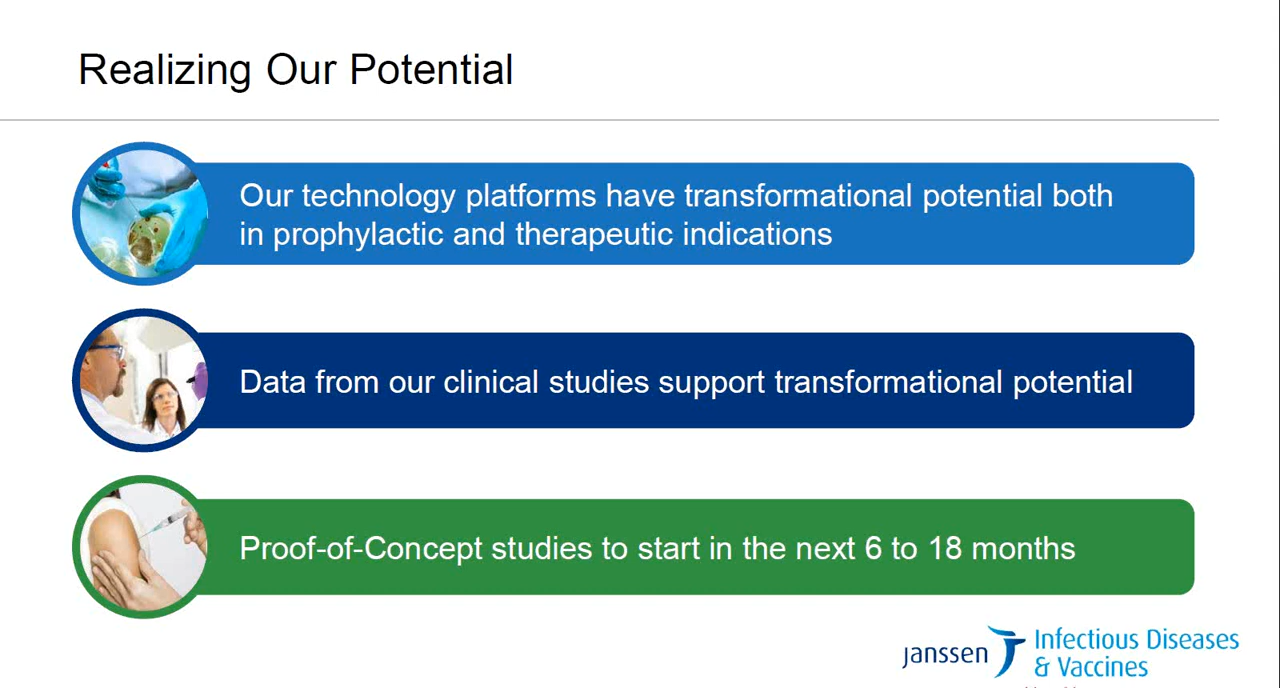 Realizing Our Potential
Our technology platforms have transformational potential both
in prophylactic and therapeutic indications
Data from our clinical studies support transformational potential
Proof-of-Concept studies to start in the next 6 to 18 months
janssen
Infectious Diseases
& Vaccines